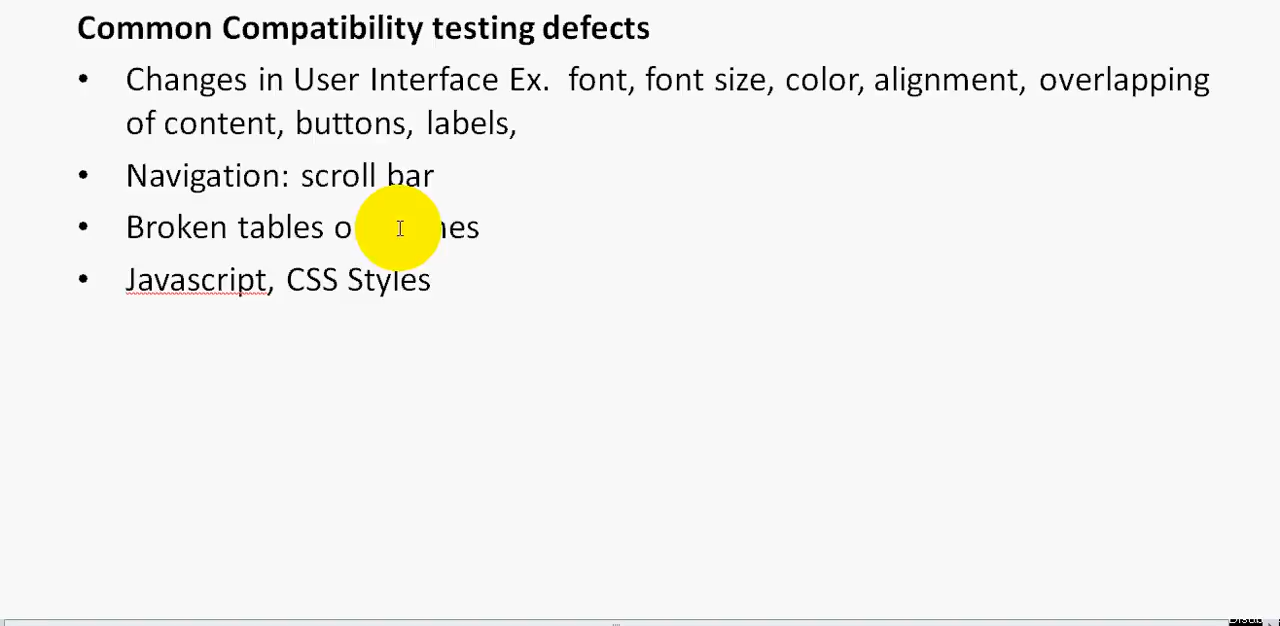 Common Compatibility testing defects
• Changes in User Interface Ex. font, font size, color, alignment, overlapping
of content, buttons, labels,
• Navigation: scroll bar
• Broken tables
• Javascript, CSS Styles